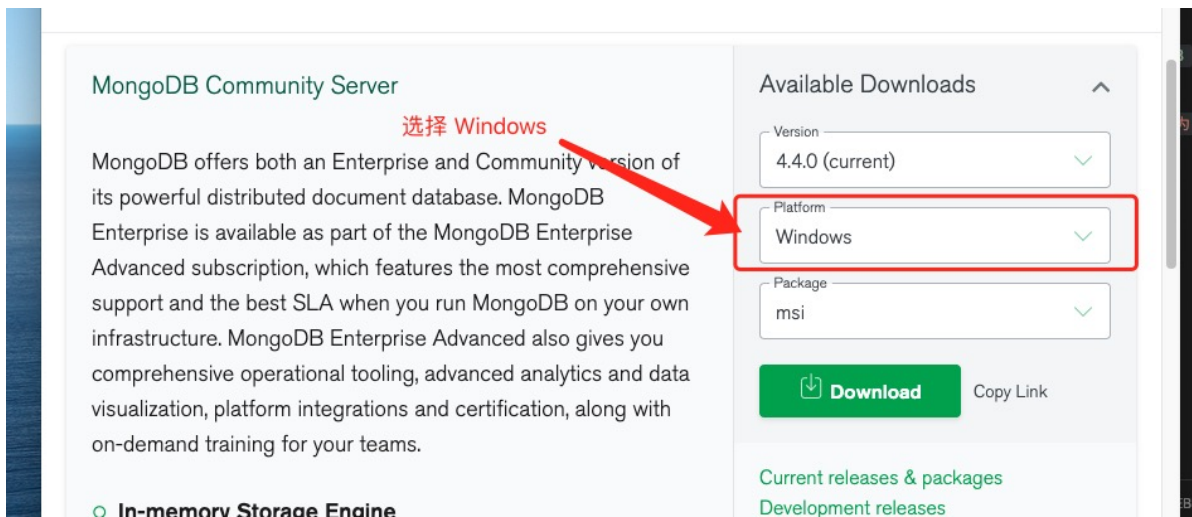 MongoDB Community Server
选择 Windows
MongoDB offers both an Enterprise and Community version of
its powerful distributed document database. MongoDB
Enterprise is available as part of the MongoDB Enterprise
Advanced subscription, which features the most comprehensive
support and the best SLA when you run MongoDB on your own
infrastructure. MongoDB Enterprise Advanced also gives you
comprehensive operational tooling, advanced analytics and data
visualization, platform integrations and certification, along with
on-demand training for your teams.
In-memory Storage Engine
Available Downloads
Version
4.4.0 (current)
Platform
Windows
Package
msi
Download
Copy Link
Current releases & packages
Development releases